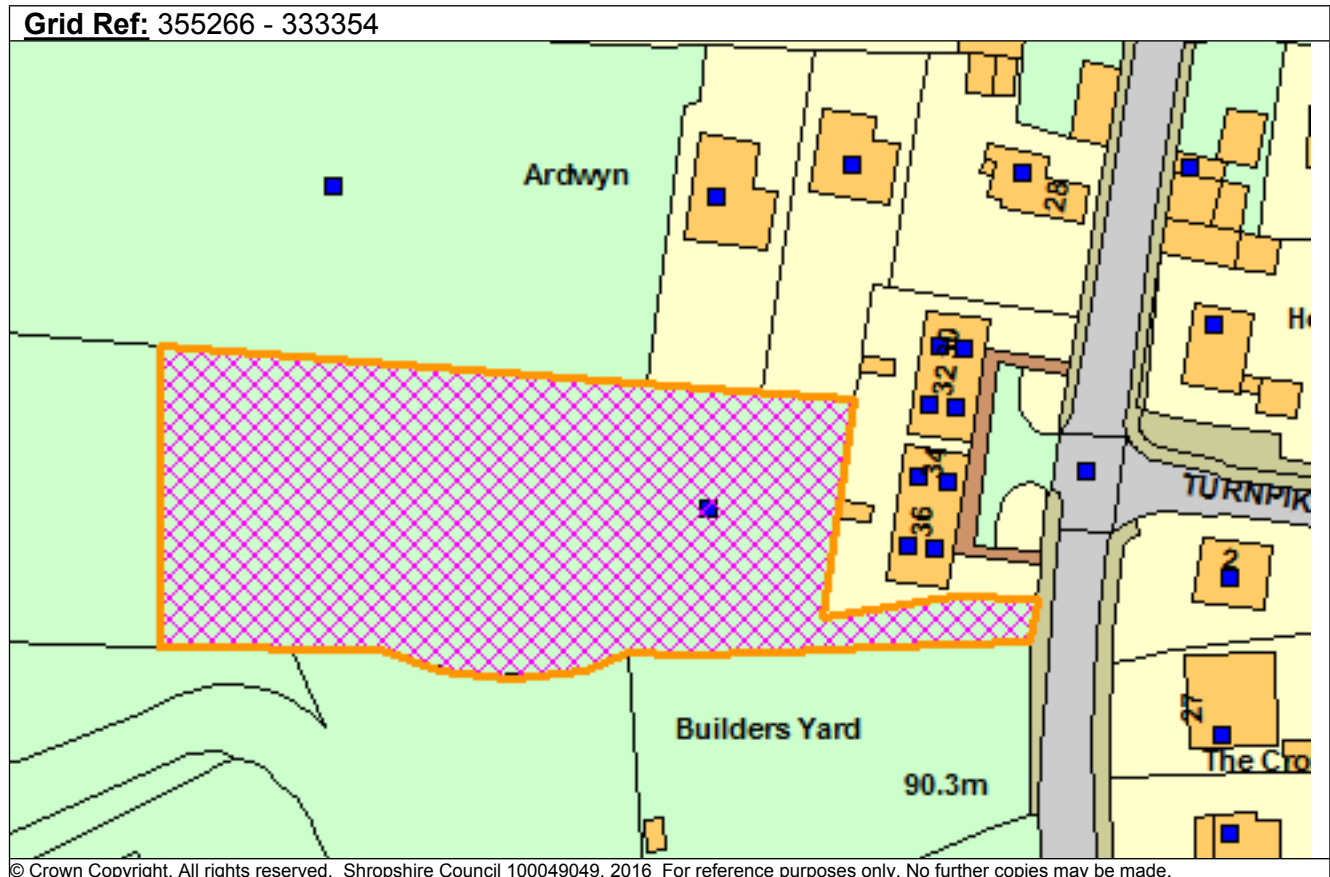 Grid Ref: 355266 - 333354
Ardwyn
28
32
34
36
TURNPIK
2
27
Builders Yard
The Cro
90.3m
© Crown Copyright. All rights reserved. Shropshire Council 100049049. 2016 For reference purposes only. No further copies may be made.